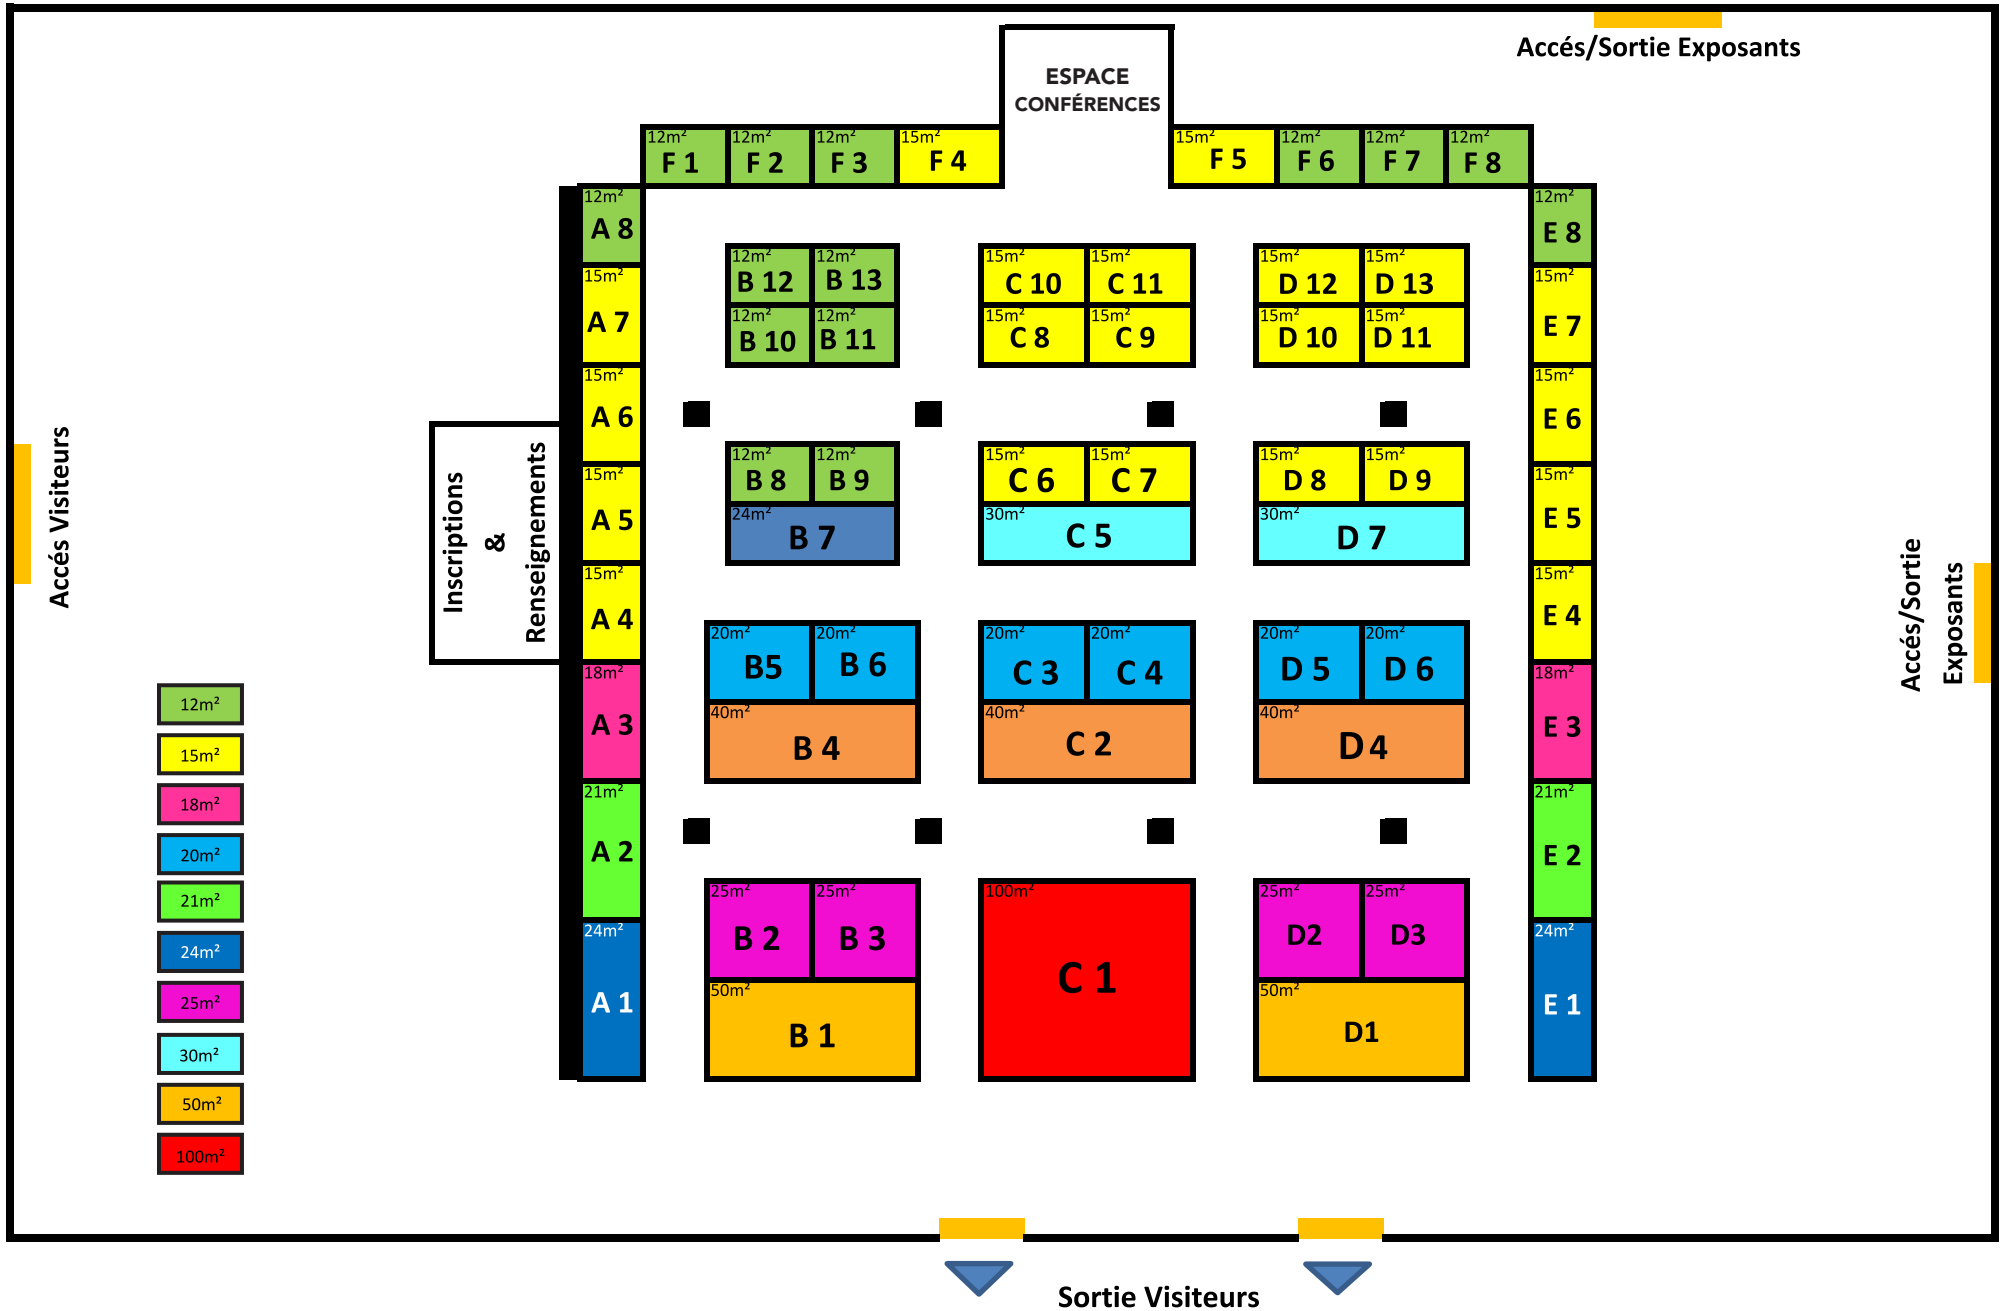 Accés/Sortie Exposants
ESPACE
CONFÉRENCES
12m² 12m² 12m² 15m²
F 1 F 2 F 3 F 4
15m² 12m² 12m² 12m²
F 5 F 6 F 7 F 8
12m²
A 8
15m²
A 7
15m²
A 6
15m²
A 5
15m²
A 4
18m²
A 3
21m²
A 2
24m²
A 1
12m² 12m²
B 12 B 13
12m² 12m²
B 10 B 11
12m² 12m²
B 8 B 9
24m²
B 7
20m² 20m²
B5 B 6
40m²
B 4
25m² 25m²
B 2 B 3
50m²
B 1
15m² 15m²
C 10 C 11
15m² 15m²
C 8 C 9
15m² 15m²
C 6 C 7
30m²
C 5
20m² 20m²
C 3 C 4
40m²
C 2
100m²
C 1
15m² 15m²
D 12 D 13
15m² 15m²
D 10 D 11
15m² 15m²
D 8 D 9
30m²
D 7
20m² 20m²
D 5 D 6
40m²
D 4
25m² 25m²
D2 D3
50m²
D1
12m²
E 8
15m²
E 7
15m²
E 6
15m²
E 5
15m²
E 4
18m²
E 3
21m²
E 2
24m²
E 1
Accés Visiteurs
Inscriptions
&
Renseignements
Accés/Sortie
Exposants
12m²
15m²
18m²
20m²
21m²
24m²
25m²
30m²
50m²
100m²
Sortie Visiteurs